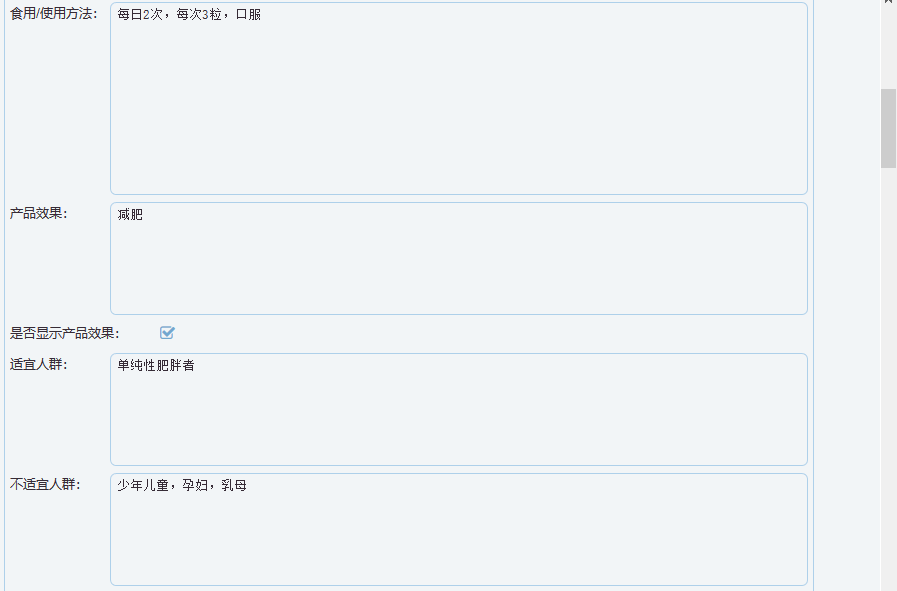 食用/使用方法：
每日2次，每次3粒，口服
产品效果：
减肥
是否显示产品效果：
适宜人群：
单纯性肥胖者
不适宜人群：
少年儿童，孕妇，乳母